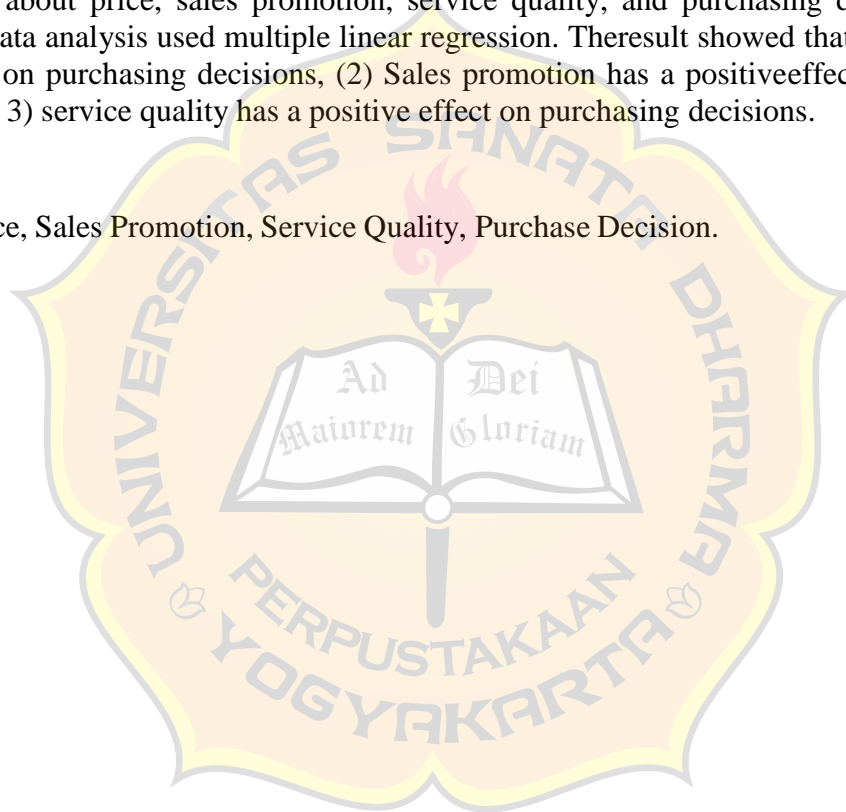 about price, sales promotion, service quality, and purchasing
ata analysis used multiple linear regression. Theresult showed that
on purchasing decisions, (2) Sales promotion has a positiveeffec
3) service quality has a positive effect on purchasing decisions.
ce, Sales Promotion, Service Quality, Purchase Decision.
UNIVERSITAS SANATA DHARMA
Ad Dei
Maiorem Gloriam
PERPUSTAKAAN
YOGYAKARTA